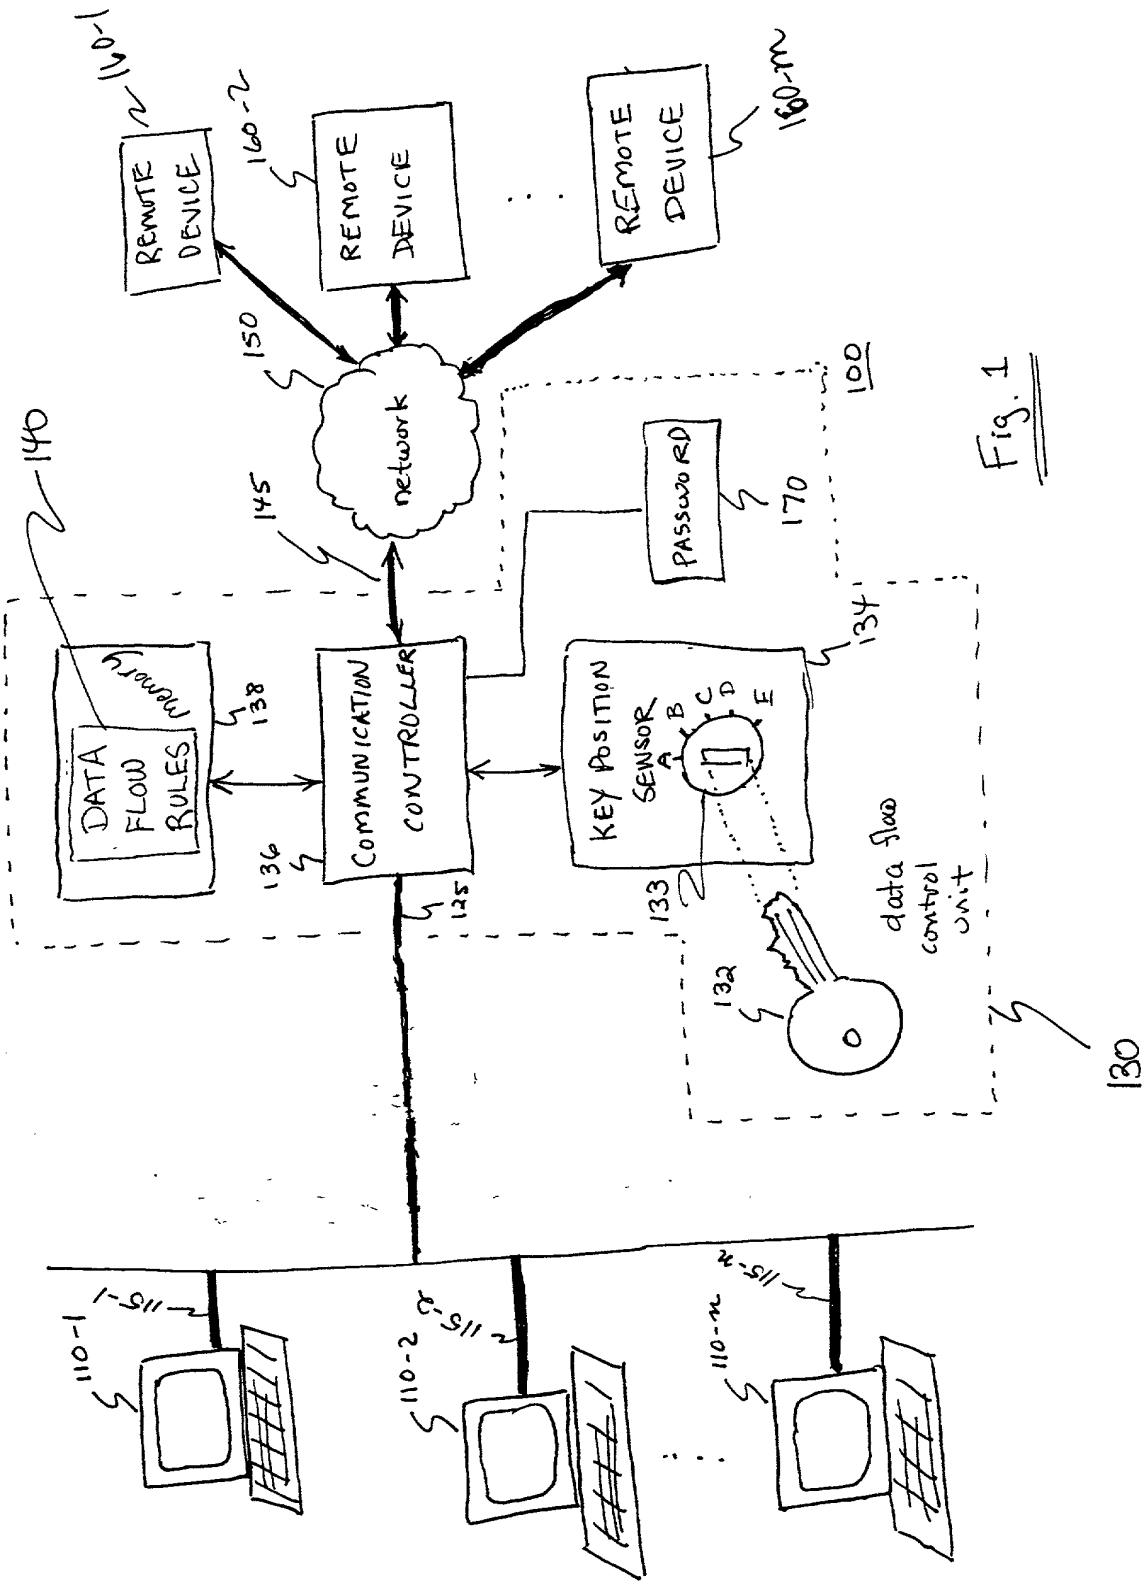 110-1
115-1
110-2
115-2
110-n
115-n
125
130
132
133
134
136
COMMUNICATION
CONTROLLER
138
DATA
FLOW
RULES
memory
140
KEY POSITION
SENSOR
A
B
C
D
E
data flow
control
unit
145
network
150
PASSWORD
170
100
REMOTE
DEVICE
160-1
REMOTE
DEVICE
160-2
REMOTE
DEVICE
160-m
Fig. 1